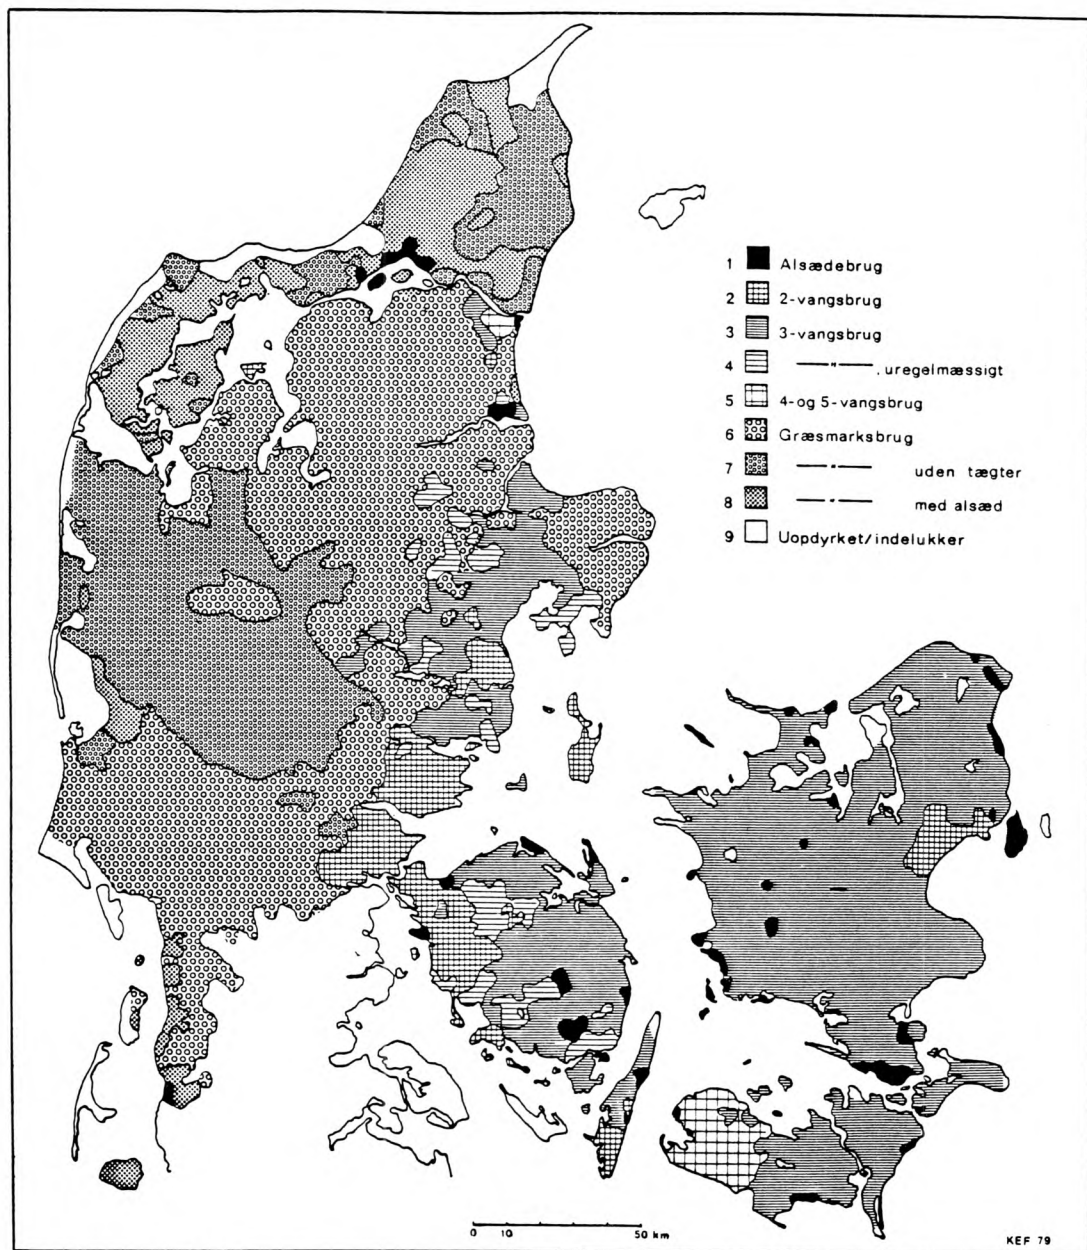 1 Alsædebrug
2 2-vangsbrug
3 3-vangsbrug
4 —"—, uregelmæssigt
5 4-og 5-vangsbrug
6 Græsmarksbrug
7 —"— uden tægter
8 —"— med alsæd
9 Uopdyrket/indelukker
0 10 50 km
KEF 79